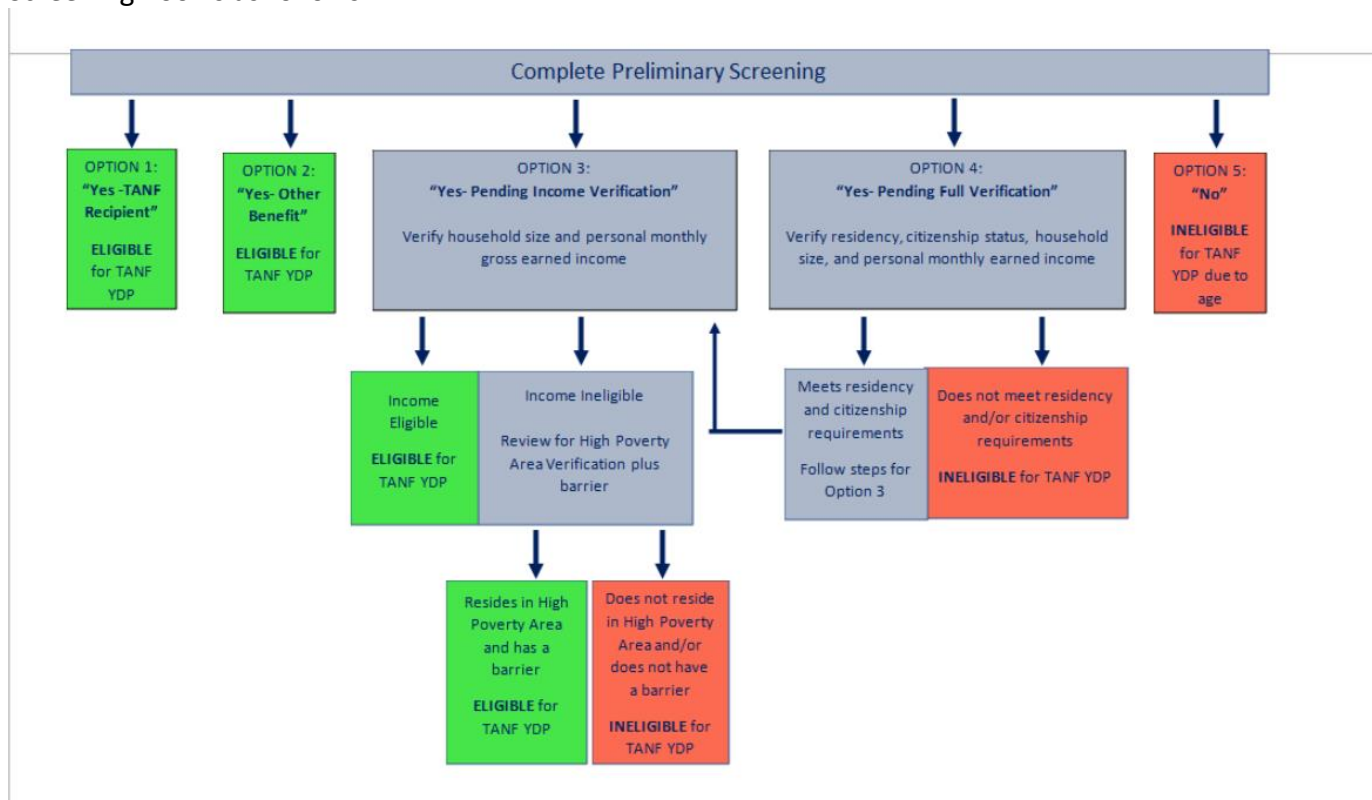 Complete Preliminary Screening
OPTION 1:
“Yes -TANF
Recipient”
ELIGIBLE
for TANF
YDP
OPTION 2:
“Yes- Other
Benefit”
ELIGIBLE for
TANF YDP
OPTION 3:
“Yes- Pending Income Verification”
Verify household size and personal monthly
gross earned income
OPTION 4:
“Yes- Pending Full Verification”
Verify residency, citizenship status, household
size, and personal monthly earned income
OPTION 5:
“No”
INELIGIBLE
for TANF
YDP due to
age
Income
Eligible
ELIGIBLE for
TANF YDP
Income Ineligible
Review for High Poverty
Area Verification plus
barrier
Meets residency
and citizenship
requirements
Follow steps for
Option 3
Does not meet residency
and/or citizenship
requirements
INELIGIBLE for TANF YDP
Resides in High
Poverty Area
and has a
barrier
ELIGIBLE for
TANF YDP
Does not reside
in High Poverty
Area and/or
does not have
a barrier
INELIGIBLE for
TANF YDP